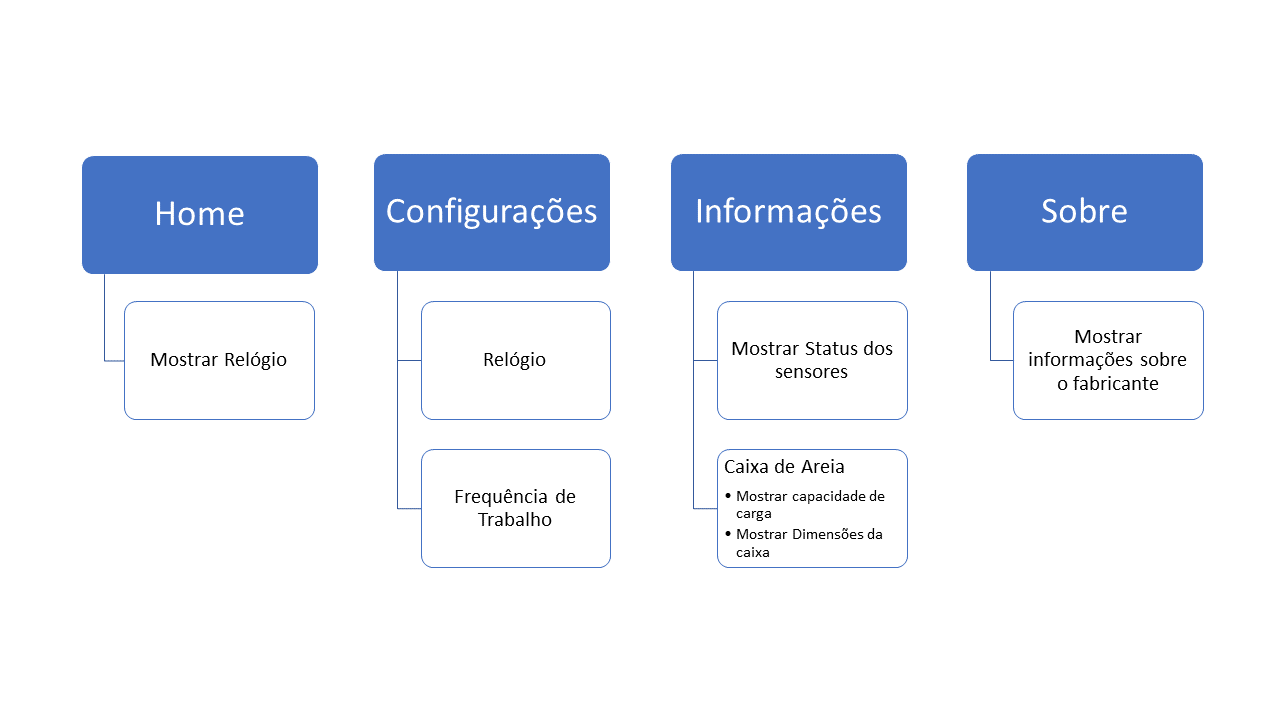 Home
Mostrar Relógio
Configurações
Relógio
Frequência de
Trabalho
Informações
Mostrar Status dos
sensores
Caixa de Areia
• Mostrar capacidade de
carga
• Mostrar Dimensões da
caixa
Sobre
Mostrar
informações sobre
o fabricante